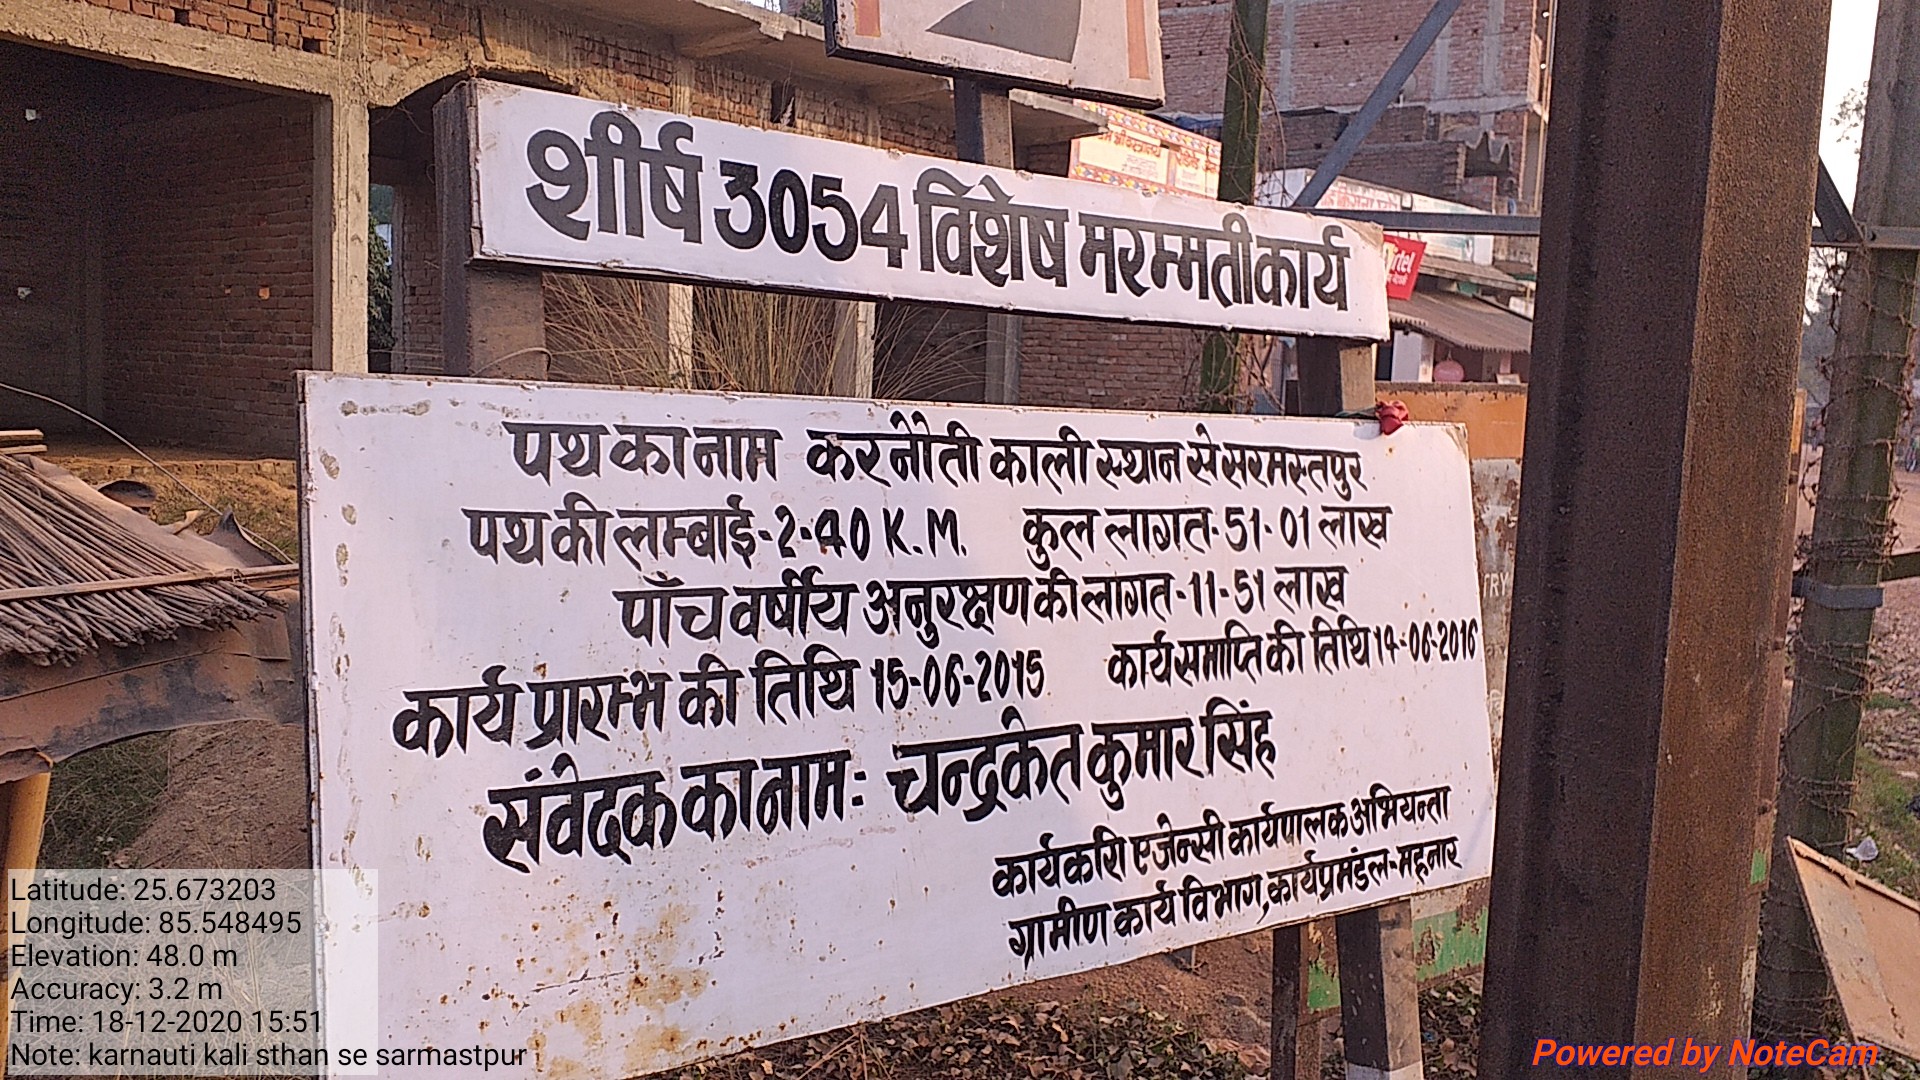 शीर्ष 3054 विशेष मरम्मती कार्य
airtel
पथ का नाम करनौती काली स्थान से सरमस्तपुर
पथ की लम्बाई-2.40 K.M. कुल लागत-51.01 लाख
पाँच वर्षीय अनुरक्षण की लागत-11-51 लाख
कार्य प्रारम्भ की तिथि 15-06-2015 कार्य समाप्ति की तिथि 14-06-2016
संवेदक का नाम: चन्द्रकेत कुमार सिंह
कार्यकारी एजेन्सी कार्यपालक अभियन्ता
ग्रामीण कार्य विभाग, कार्यप्रमंडल-महनार
Latitude: 25.673203
Longitude: 85.548495
Elevation: 48.0 m
Accuracy: 3.2 m
Time: 18-12-2020 15:51
Note: karnauti kali sthan se sarmastpur
Powered by NoteCam